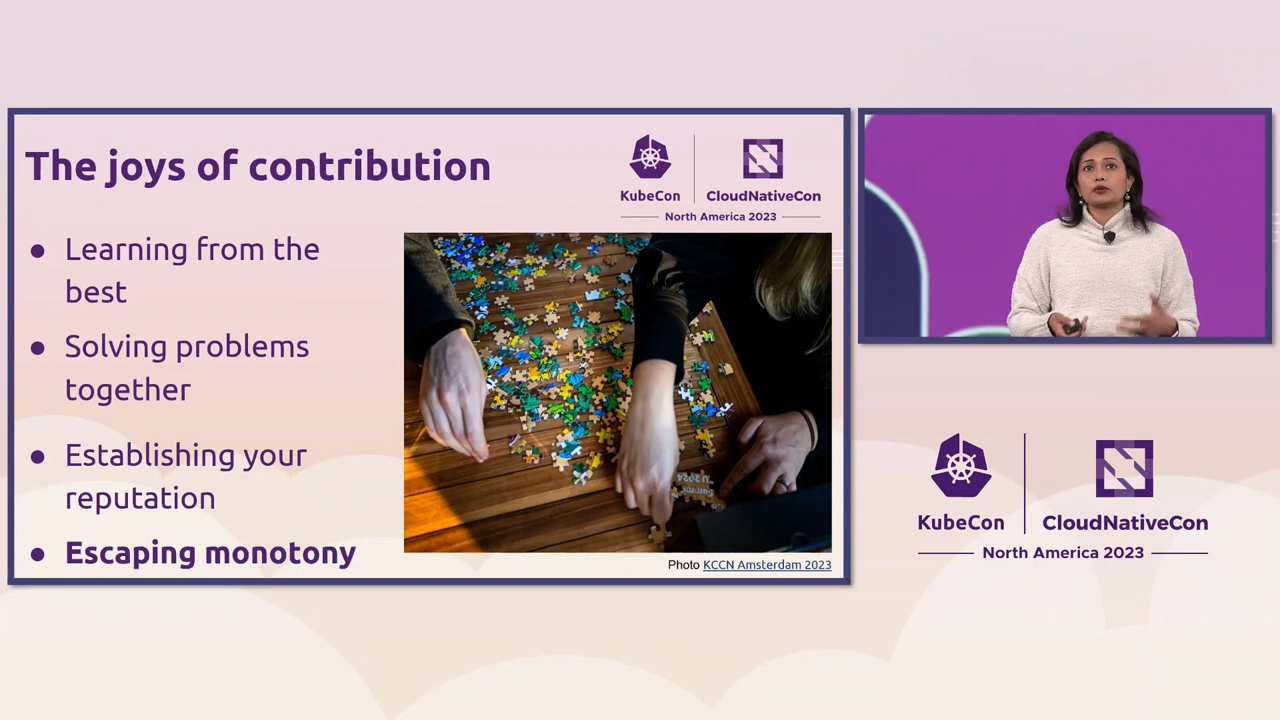 The joys of contribution
KubeCon
CloudNativeCon
North America 2023
● Learning from the
best
● Solving problems
together
● Establishing your
reputation
● Escaping monotony
Photo KCCN Amsterdam 2023
KubeCon
CloudNativeCon
North America 2023